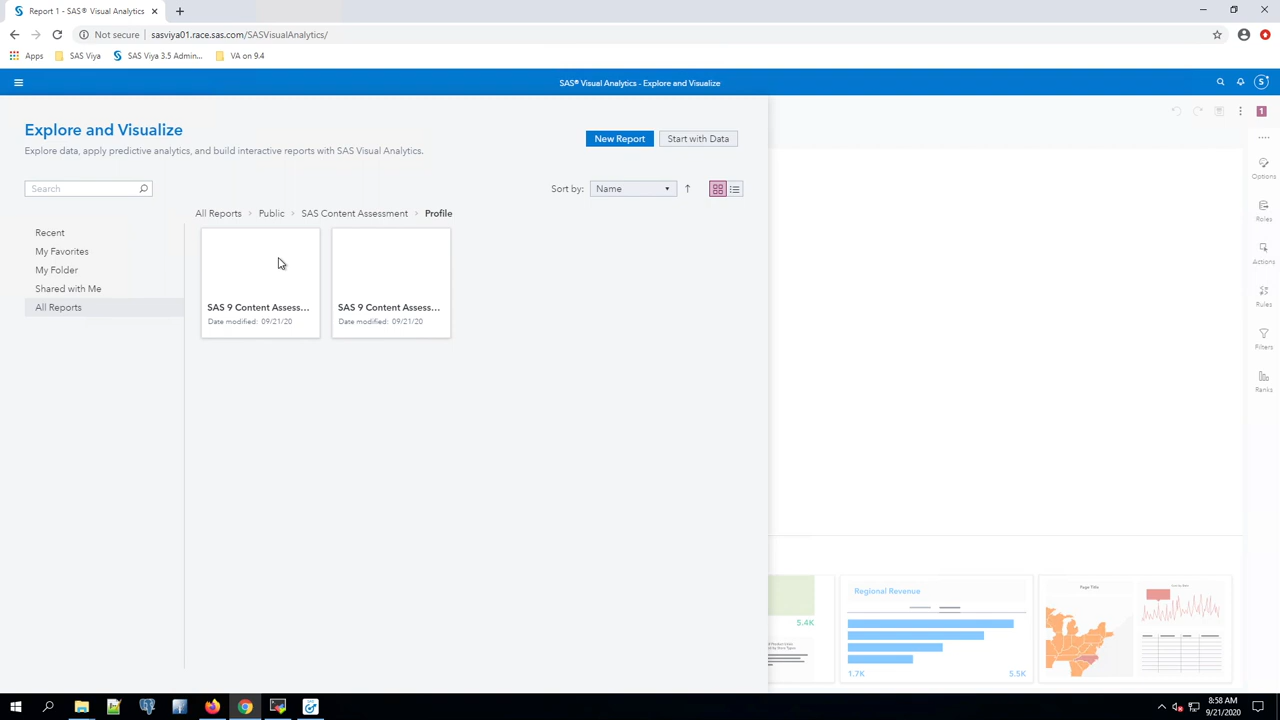 Report 1 - SAS® Visual Analytics
Not secure | sasviya01.race.sas.com/SASVisualAnalytics/
Apps SAS Viya SAS Viya 3.5 Admin... VA on 9.4
SAS® Visual Analytics - Explore and Visualize
S
Explore and Visualize
New Report Start with Data
Explore data, apply predictive analytics, and build interactive reports with SAS Visual Analytics.
Search
Sort by: Name
All Reports > Public > SAS Content Assessment > Profile
Recent
My Favorites
My Folder
Shared with Me
All Reports
SAS 9 Content Assess...
Date modified: 09/21/20
SAS 9 Content Assess...
Date modified: 09/21/20
1
Options
Roles
Actions
Rules
Filters
Ranks
5.4K
Regional Revenue
1.7K 5.5K
Page Title
8:58 AM
9/21/2020